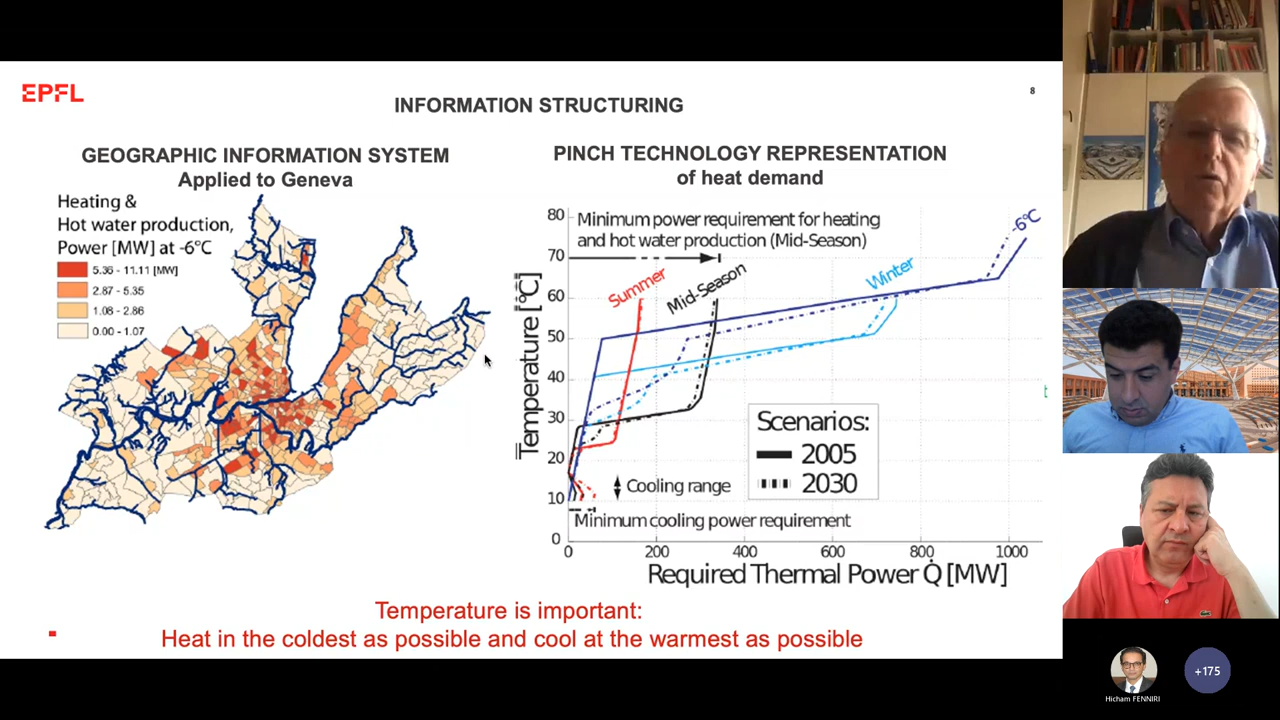 EPFL
8
INFORMATION STRUCTURING
GEOGRAPHIC INFORMATION SYSTEM
Applied to Geneva
Heating &
Hot water production,
Power [MW] at -6°C
5.36 - 11.11 [MW]
2.87 - 5.35
1.08 - 2.86
0.00 - 1.07
PINCH TECHNOLOGY REPRESENTATION
of heat demand
Minimum power requirement for heating
and hot water production (Mid-Season)
-6°C
Summer
Mid-Season
Winter
80
70
60
50
40
30
20
10
0
Temperature [°C]
Scenarios:
2005
2030
Cooling range
Minimum cooling power requirement
0
200
400
600
800
1000
Required Thermal Power Q̇ [MW]
Temperature is important:
Heat in the coldest as possible and cool at the warmest as possible
Hicham FENNIRI
+175